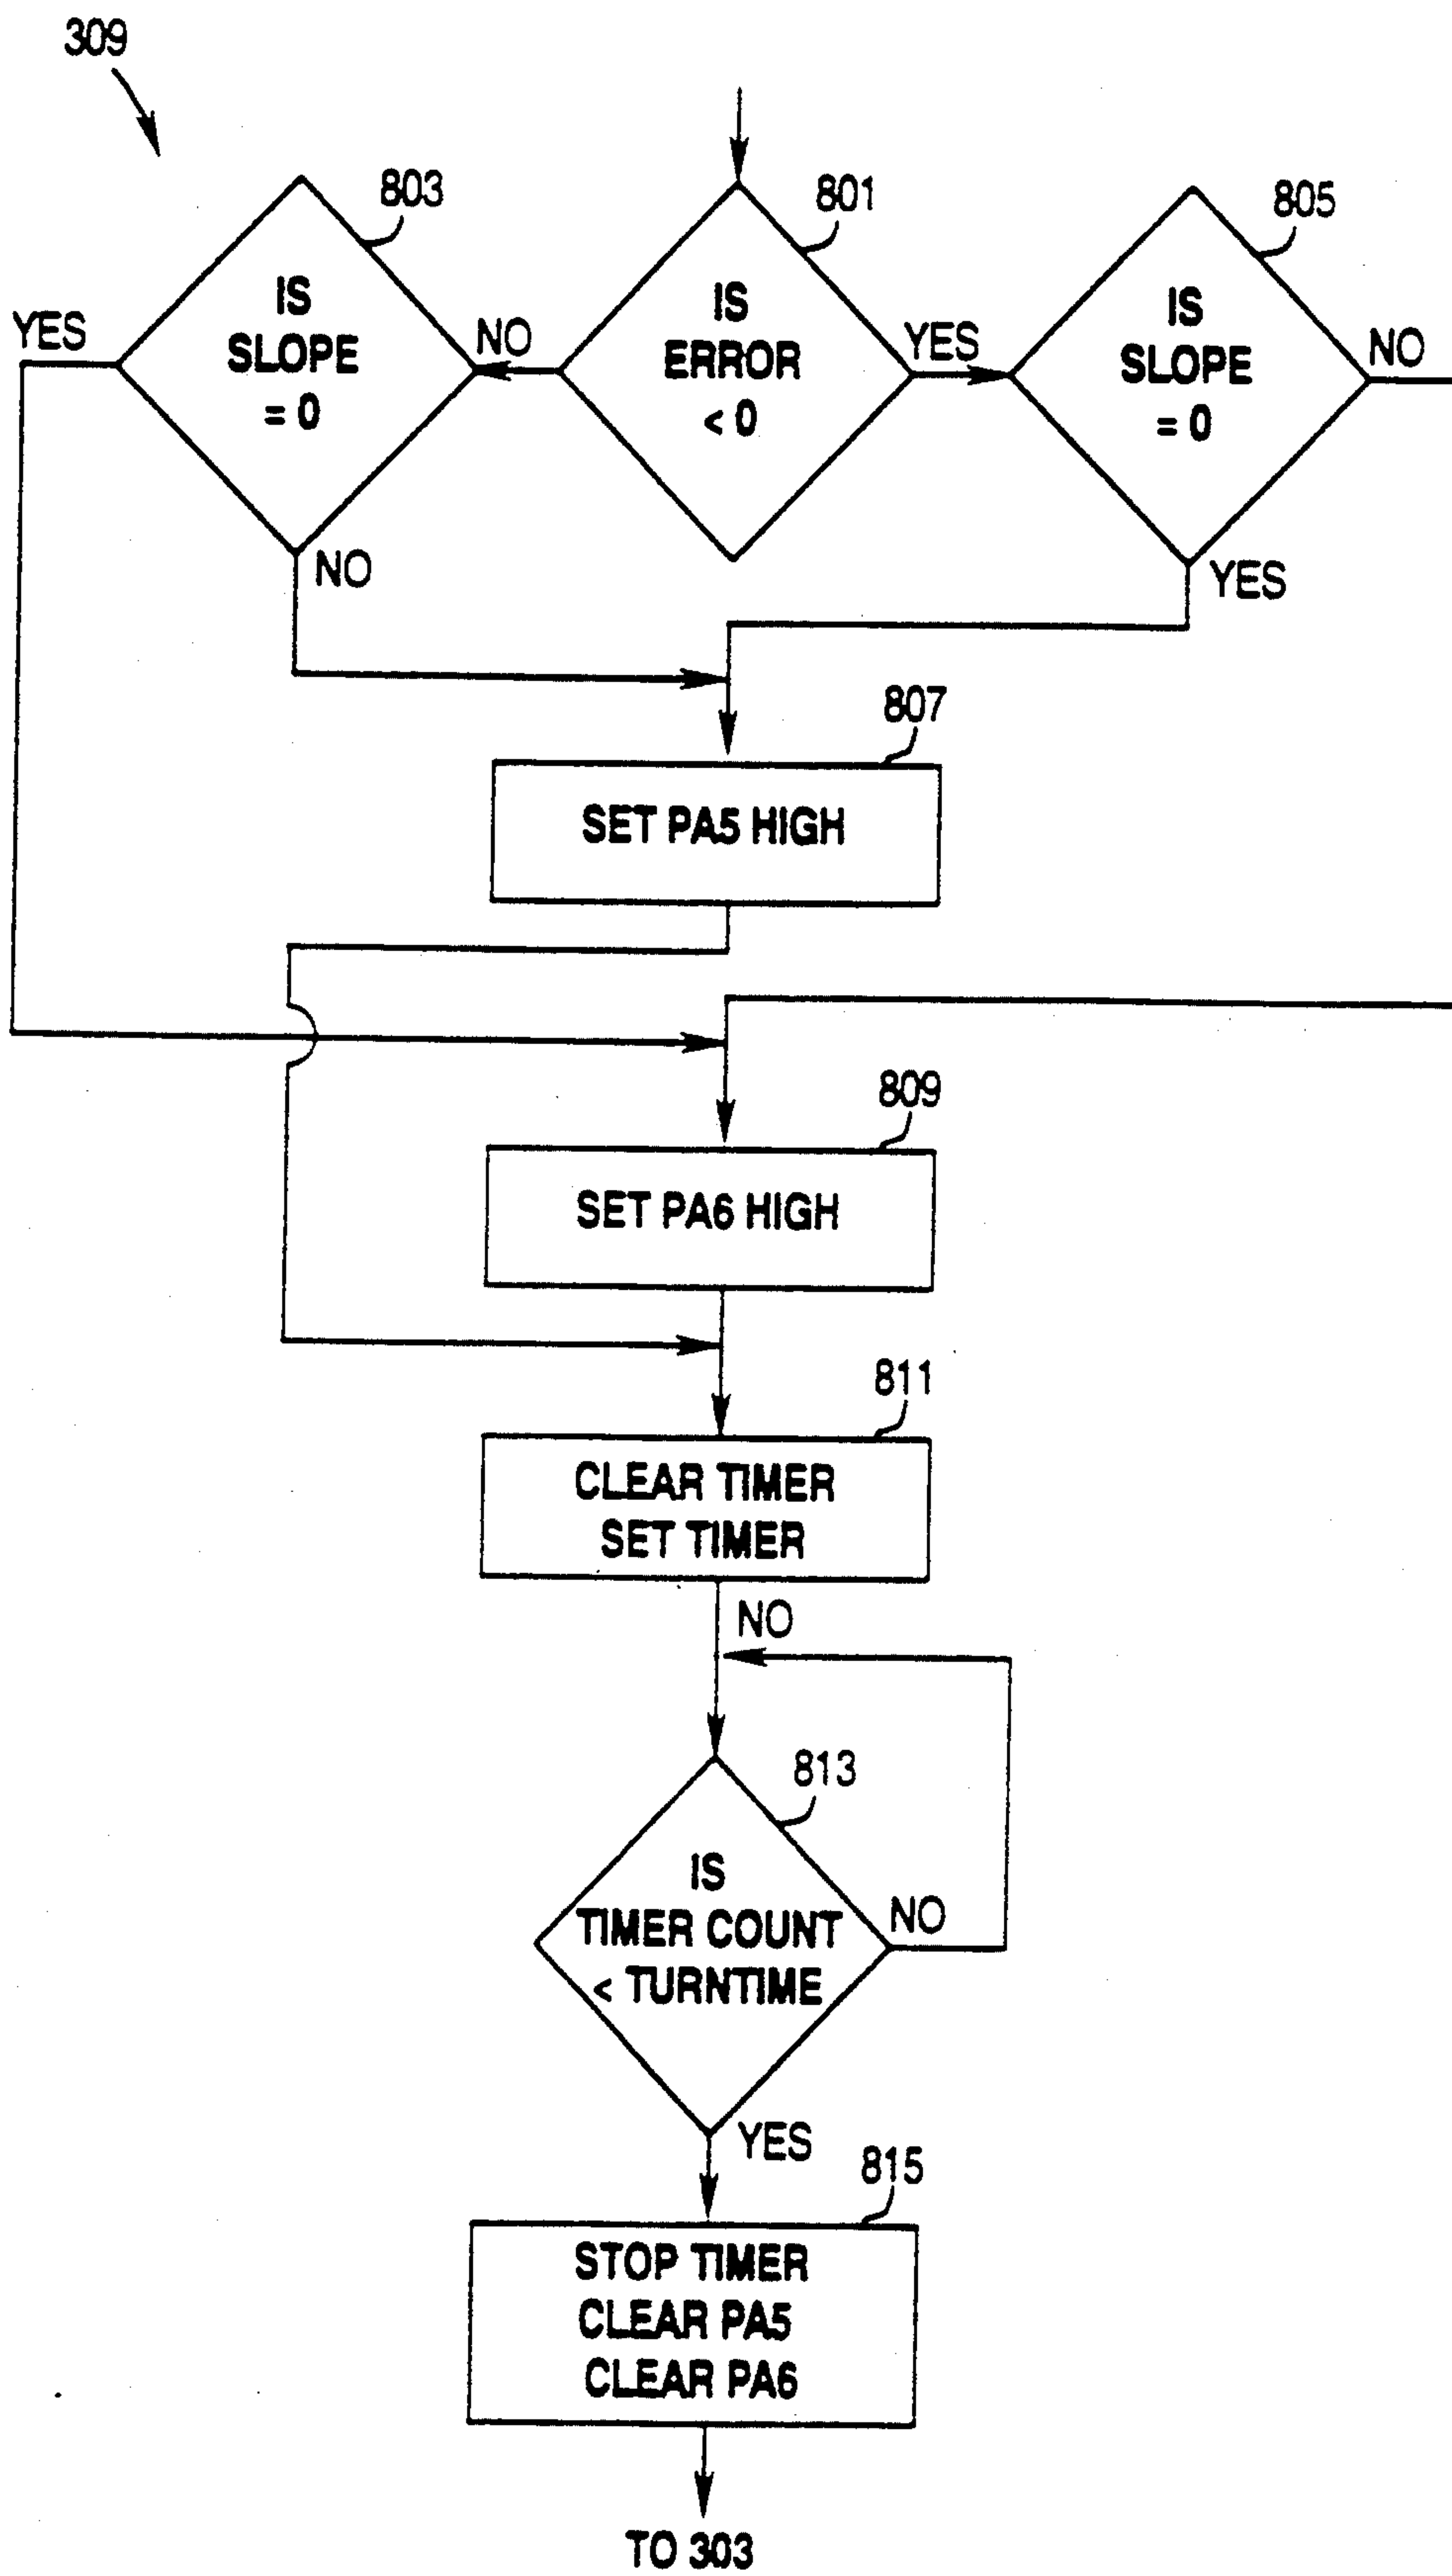 309
803
801
805
IS
SLOPE
= 0
IS
ERROR
< 0
IS
SLOPE
= 0
YES
NO
YES
NO
NO
YES
807
SET PA5 HIGH
809
SET PA6 HIGH
811
CLEAR TIMER
SET TIMER
NO
813
IS
TIMER COUNT
< TURNTIME
NO
YES
815
STOP TIMER
CLEAR PA5
CLEAR PA6
TO 303